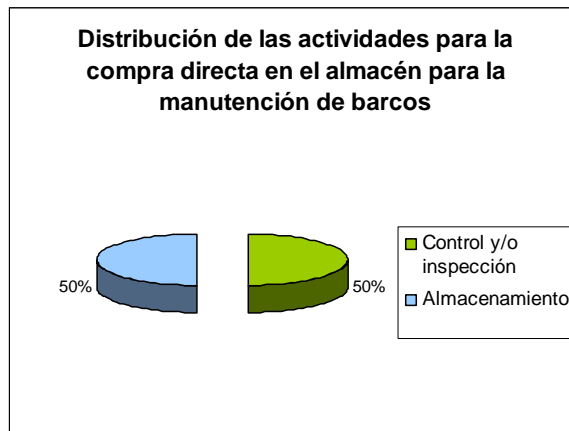 Distribución de las actividades para la
compra directa en el almacén para la
manutención de barcos
50%
50%
Control y/o
inspección
Almacenamiento